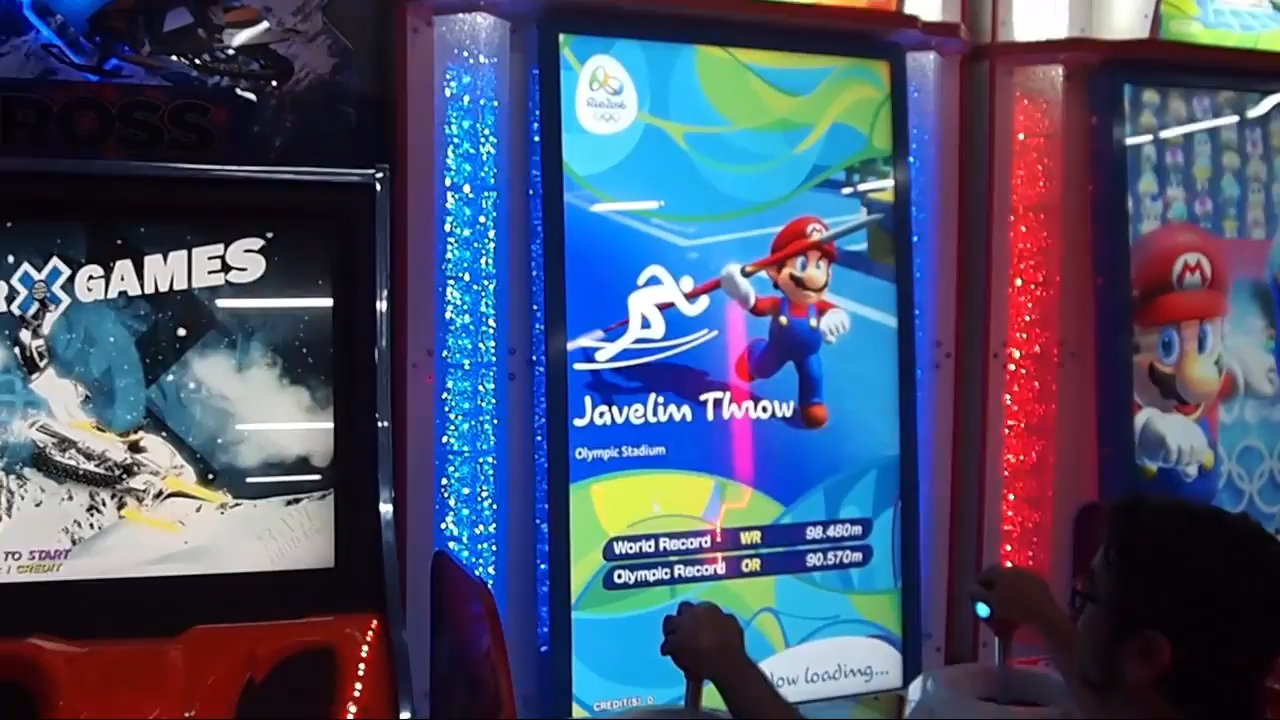 ROSS
GAMES
TO START
1 CREDIT
Rio2016
Javelin Throw
Olympic Stadium
World Record WR 98.480m
Olympic Record OR 90.570m
Now loading...
CREDIT(S) 0
M
M